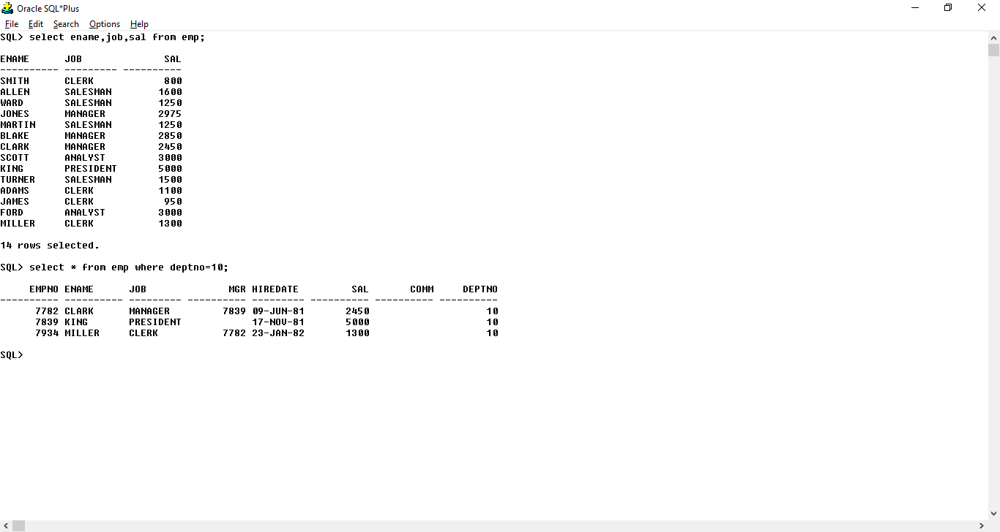 Oracle SQL*Plus
File Edit Search Options Help
SQL> select ename,job,sal from emp;
ENAME      JOB              SAL
---------- --------- ----------
SMITH      CLERK            800
ALLEN      SALESMAN        1600
WARD       SALESMAN        1250
JONES      MANAGER         2975
MARTIN     SALESMAN        1250
BLAKE      MANAGER         2850
CLARK      MANAGER         2450
SCOTT      ANALYST         3000
KING       PRESIDENT       5000
TURNER     SALESMAN        1500
ADAMS      CLERK           1100
JAMES      CLERK            950
FORD       ANALYST         3000
MILLER     CLERK           1300
14 rows selected.
SQL> select * from emp where deptno=10;
     EMPNO ENAME      JOB              MGR HIREDATE         SAL       COMM     DEPTNO
---------- ---------- --------- ---------- --------- ---------- ---------- ----------
      7782 CLARK      MANAGER         7839 09-JUN-81       2450                    10
      7839 KING       PRESIDENT            17-NOV-81       5000                    10
      7934 MILLER     CLERK           7782 23-JAN-82       1300                    10
SQL>